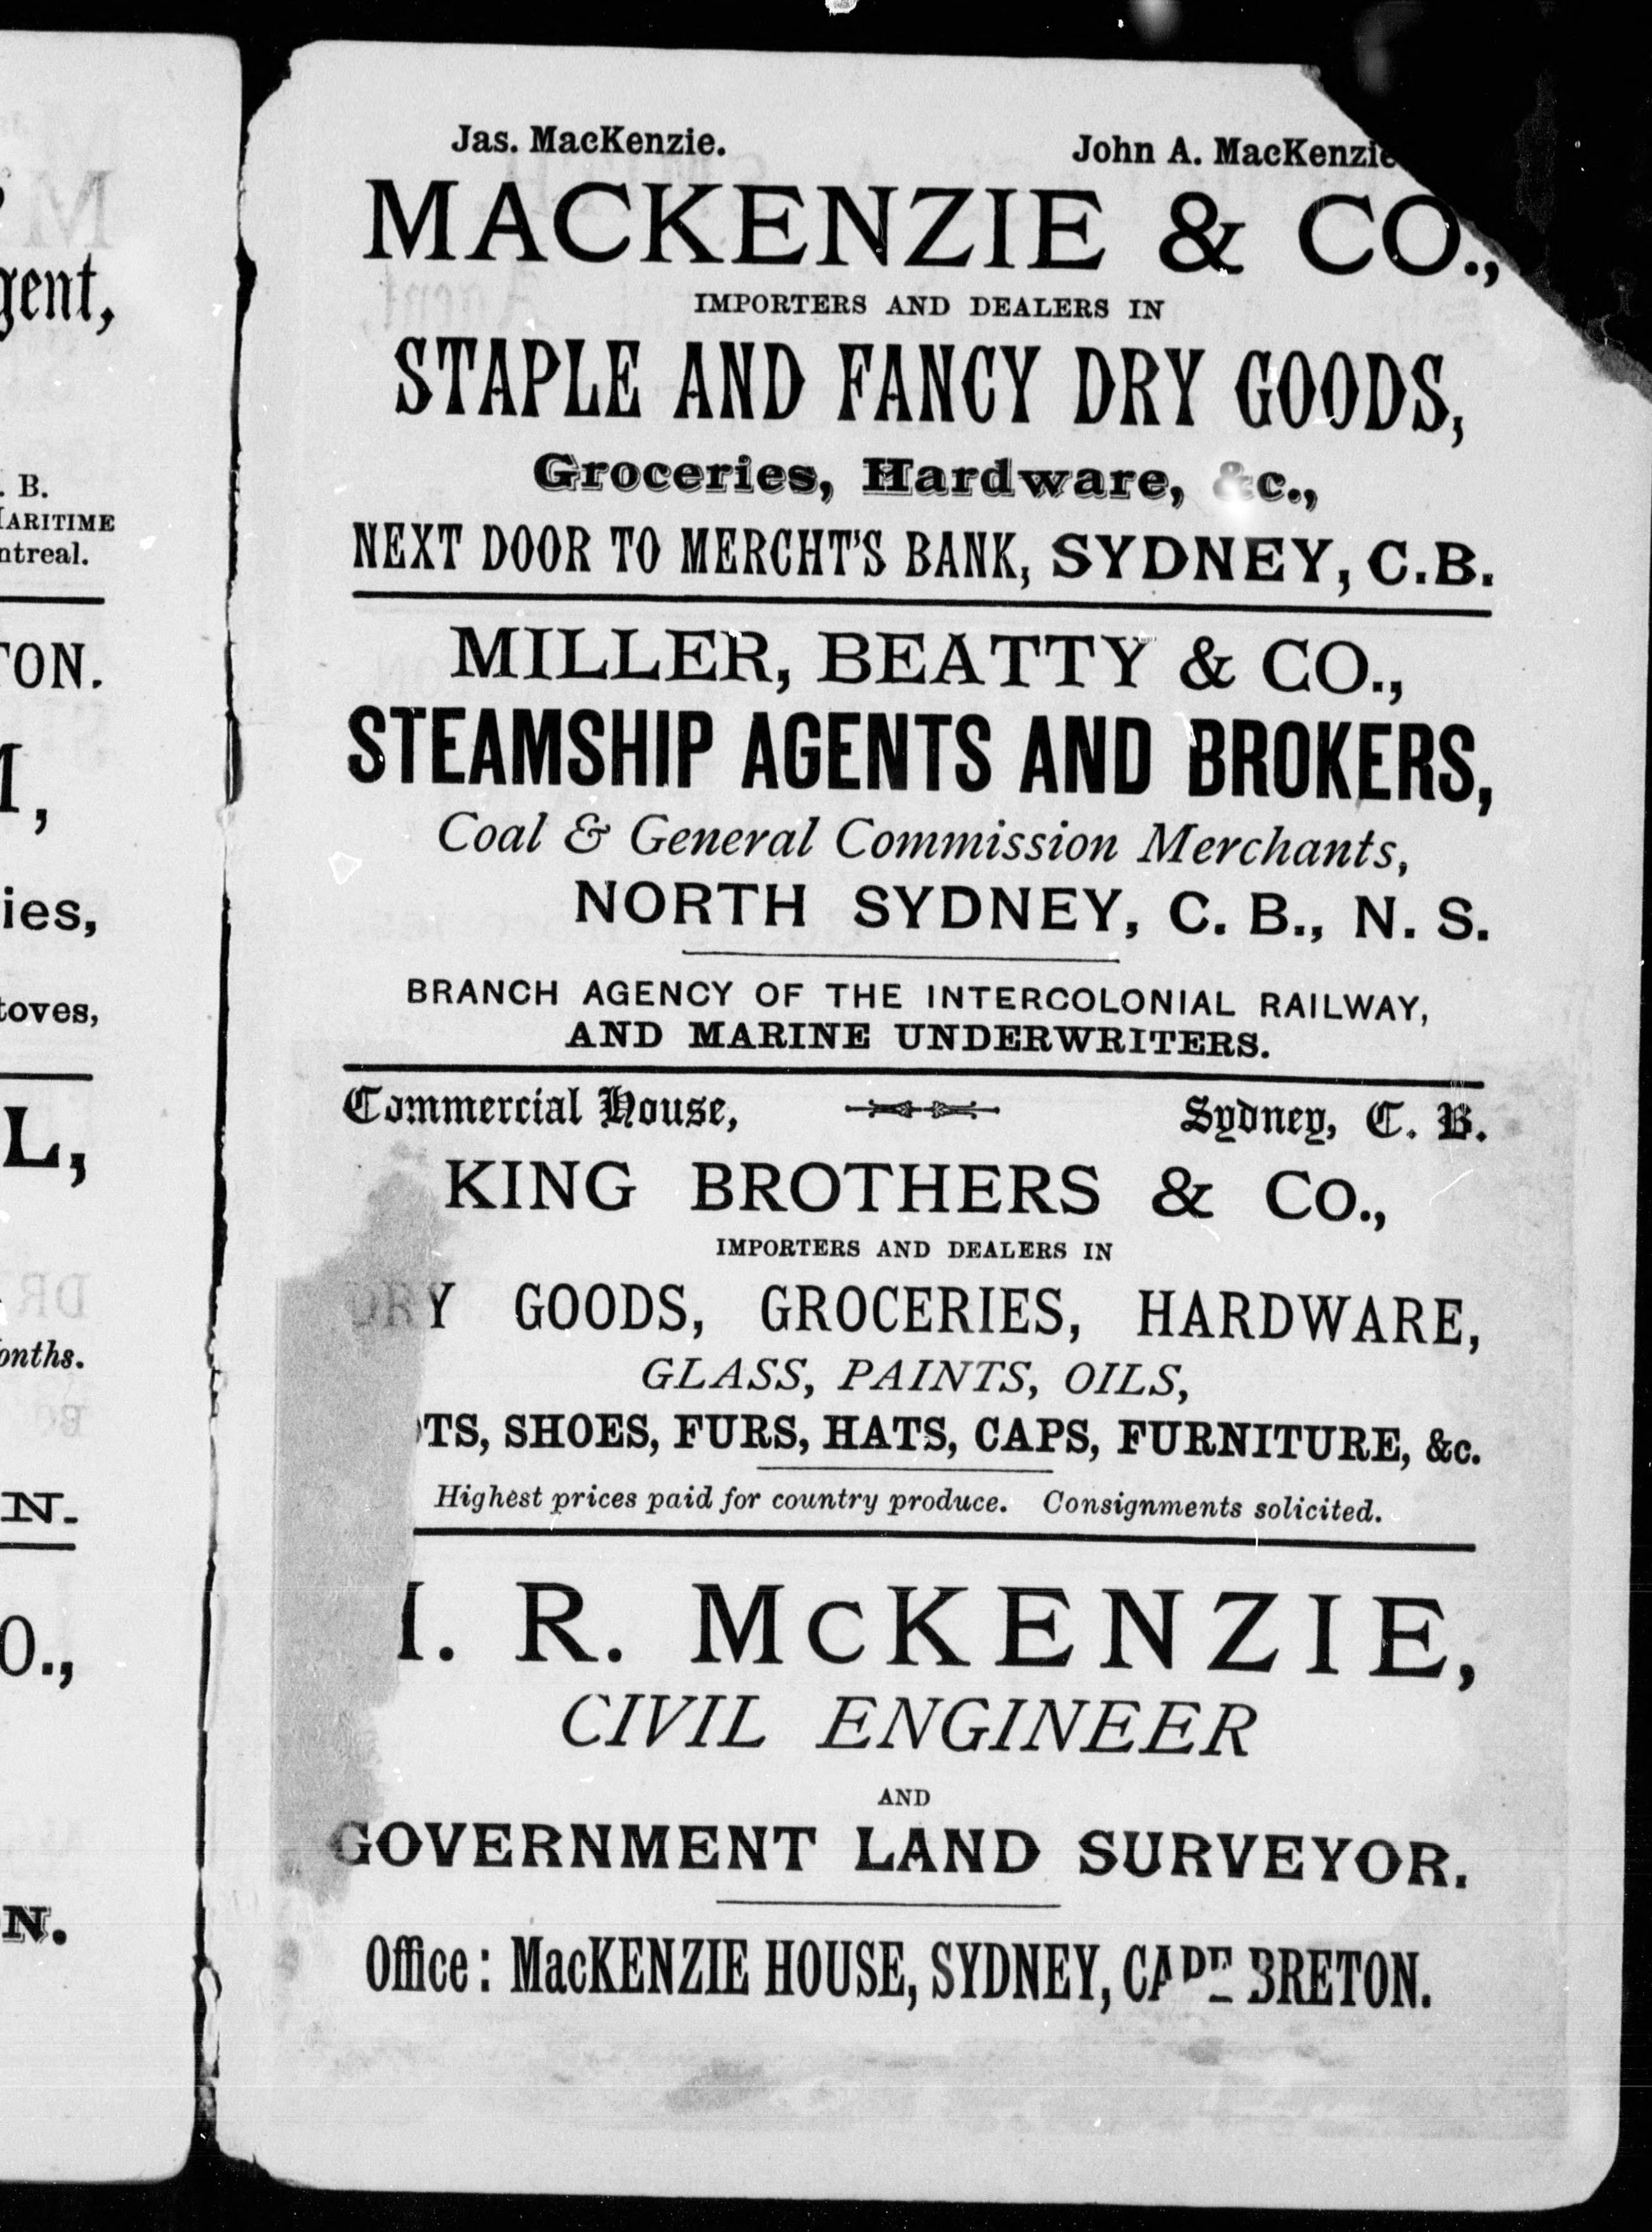 gent,
B.
ntreal.
TON.
ies,
toves,
L,
onths.
N.
O.,
N.
Jas. MacKenzie. John A. MacKenzie
MACKENZIE & CO.,
IMPORTERS AND DEALERS IN
STAPLE AND FANCY DRY GOODS,
Groceries, Hardware, &c.,
NEXT DOOR TO MERCHT'S BANK, SYDNEY, C.B.
MILLER, BEATTY & CO.,
STEAMSHIP AGENTS AND BROKERS,
Coal & General Commission Merchants,
NORTH SYDNEY, C. B., N. S.
BRANCH AGENCY OF THE INTERCOLONIAL RAILWAY,
AND MARINE UNDERWRITERS.
Commercial House, Sydney, C. B.
KING BROTHERS & CO.,
IMPORTERS AND DEALERS IN
DRY GOODS, GROCERIES, HARDWARE,
GLASS, PAINTS, OILS,
OTS, SHOES, FURS, HATS, CAPS, FURNITURE, &c.
Highest prices paid for country produce. Consignments solicited.
R. McKENZIE,
CIVIL ENGINEER
AND
GOVERNMENT LAND SURVEYOR.
Office: MacKENZIE HOUSE, SYDNEY, CAPE BRETON.